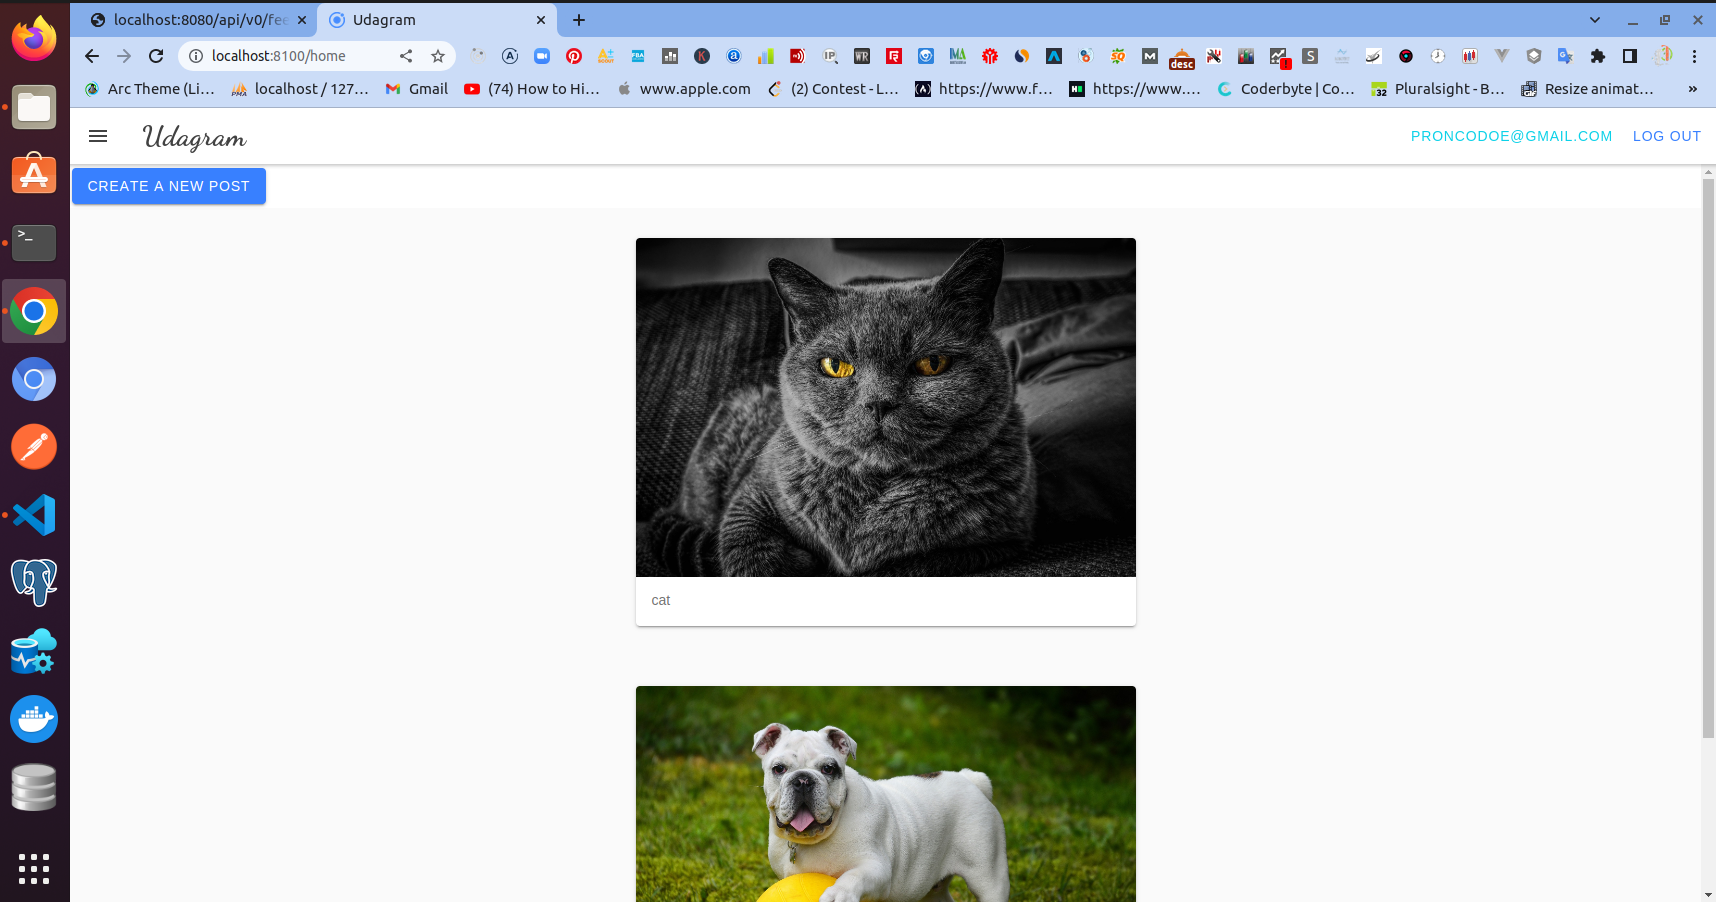 localhost:8080/api/v0/fee
Udagram
localhost:8100/home
desc
Arc Theme (Li...
localhost / 127...
Gmail
(74) How to Hi...
www.apple.com
(2) Contest - L...
https://www.f...
https://www....
Coderbyte | Co...
Pluralsight - B...
Resize animat...
»
Udagram
PRONCODOE@GMAIL.COM
LOG OUT
CREATE A NEW POST
cat